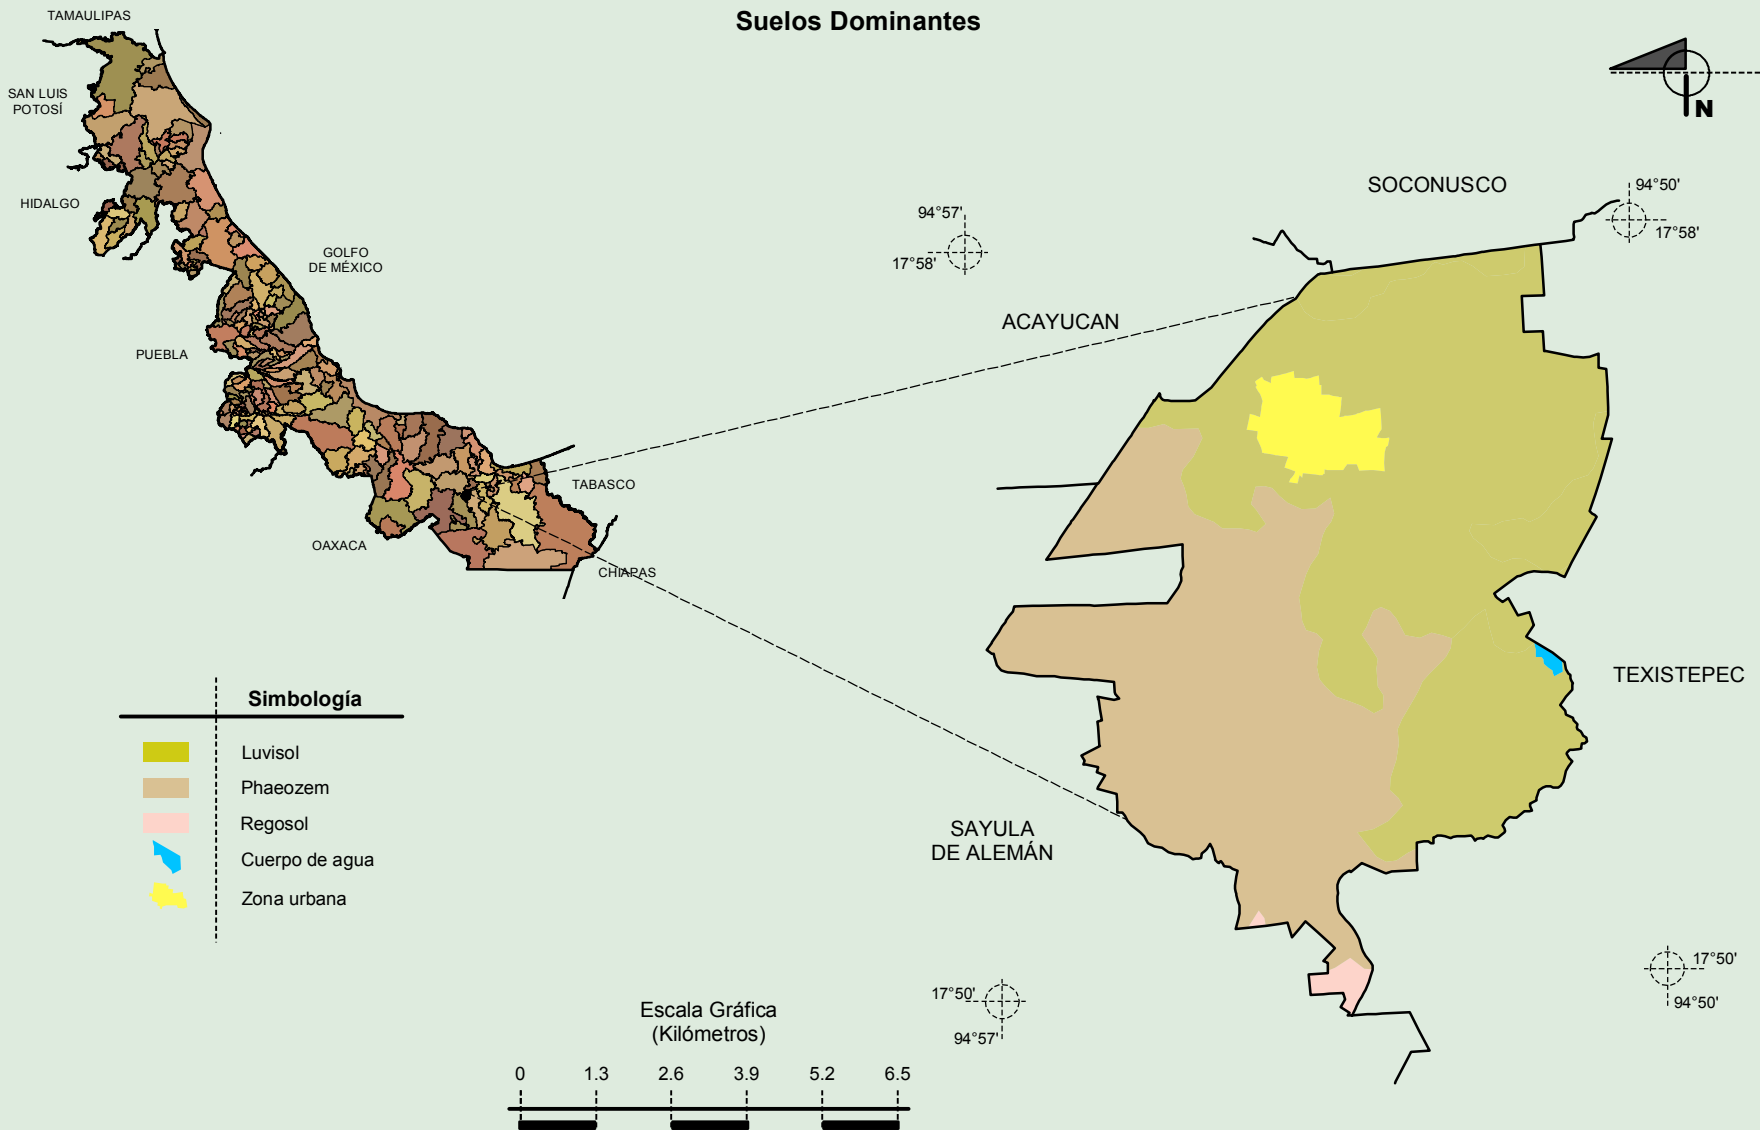 Suelos Dominantes
TAMAULIPAS
SAN LUIS
POTOSÍ
HIDALGO
GOLFO
DE MÉXICO
PUEBLA
OAXACA
TABASCO
CHIAPAS
N
SOCONUSCO
94°50'
17°58'
94°57'
17°58'
ACAYUCAN
TEXISTEPEC
SAYULA
DE ALEMÁN
17°50'
94°50'
17°50'
94°57'
Simbología
Luvisol
Phaeozem
Regosol
Cuerpo de agua
Zona urbana
Escala Gráfica
(Kilómetros)
0 1.3 2.6 3.9 5.2 6.5